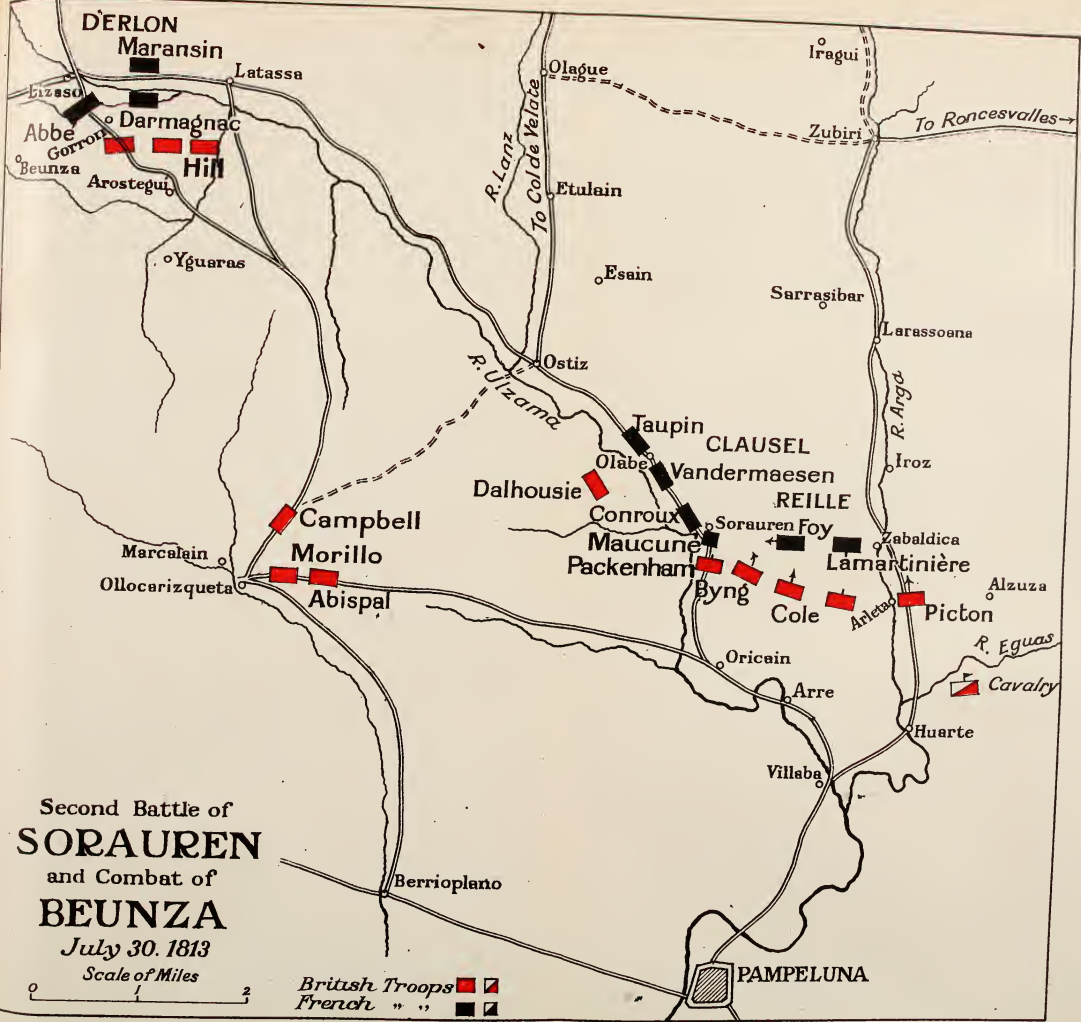 D'ERLON
Maransin
Lizaso
Latassa
Abbe
Darmagnac
Gorron
Hill
Beunza
Arostegui
Yguaras
Olague
R. Lanz
To Col de Velate
Etulain
Esain
Iragui
Zubiri
To Roncesvalles
Sarrasibar
Larassoana
R. Arga
Ostiz
R. Ulzama
Taupin
CLAUSEL
Olabe
Vandermaesen
Iroz
Dalhousie
REILLE
Conroux
Sorauren
Foy
Zabaldica
Maucune
Lamartinière
Packenham
Byng
Cole
Arleta
Picton
Alzuza
Campbell
Marcalain
Morillo
Ollocarizqueta
Abispal
Oricain
R. Eguas
Cavalry
Arre
Huarte
Villaba
Berrioplano
PAMPELUNA
Second Battle of
SORAUREN
and Combat of
BEUNZA
July 30. 1813
Scale of Miles
0 1 2
British Troops
French " "